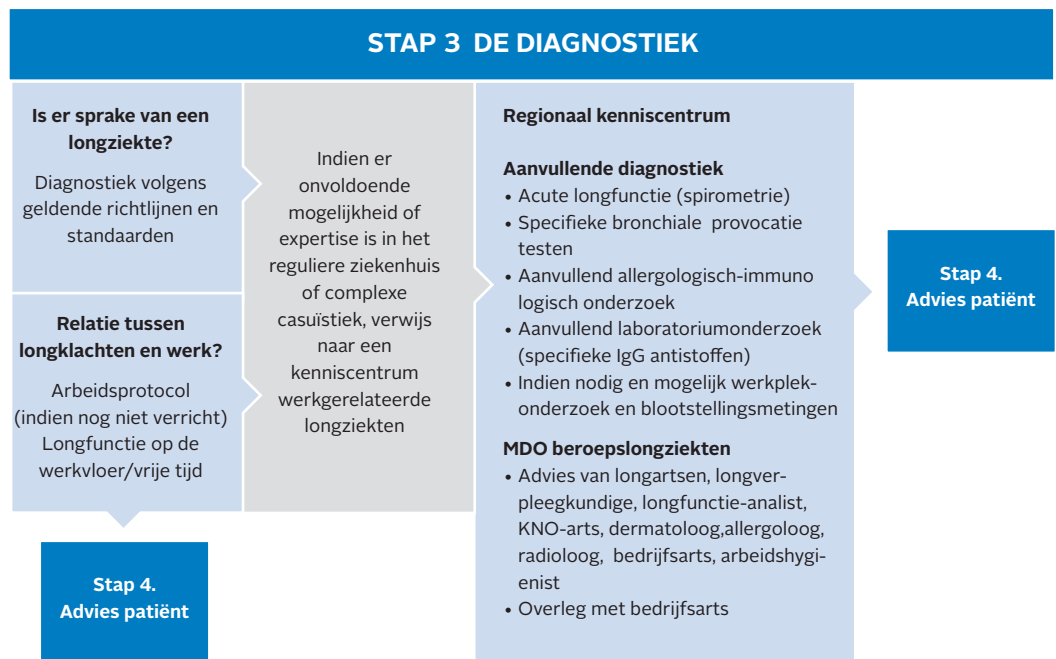 STAP 3 DE DIAGNOSTIEK
Is er sprake van een
longziekte?
Diagnostiek volgens
geldende richtlijnen en
standaarden
Relatie tussen
longklachten en werk?
Arbeidsprotocol
(indien nog niet verricht)
Longfunctie op de
werkvloer/vrije tijd
Stap 4.
Advies patiënt
Indien er
onvoldoende
mogelijkheid of
expertise is in het
reguliere ziekenhuis
of complexe
casuïstiek, verwijs
naar een
kenniscentrum
werkgerelateerde
longziekten
Regionaal kenniscentrum
Aanvullende diagnostiek
• Acute longfunctie (spirometrie)
• Specifieke bronchiale provocatie
testen
• Aanvullend allergologisch-immuno
logisch onderzoek
• Aanvullend laboratoriumonderzoek
(specifieke IgG antistoffen)
• Indien nodig en mogelijk werkplek-
onderzoek en blootstellingsmetingen
MDO beroepslongziekten
• Advies van longartsen, longver-
pleegkundige, longfunctie-analist,
KNO-arts, dermatoloog,allergoloog,
radioloog, bedrijfsarts, arbeidshygi-
enist
• Overleg met bedrijfsarts
Stap 4.
Advies patiënt